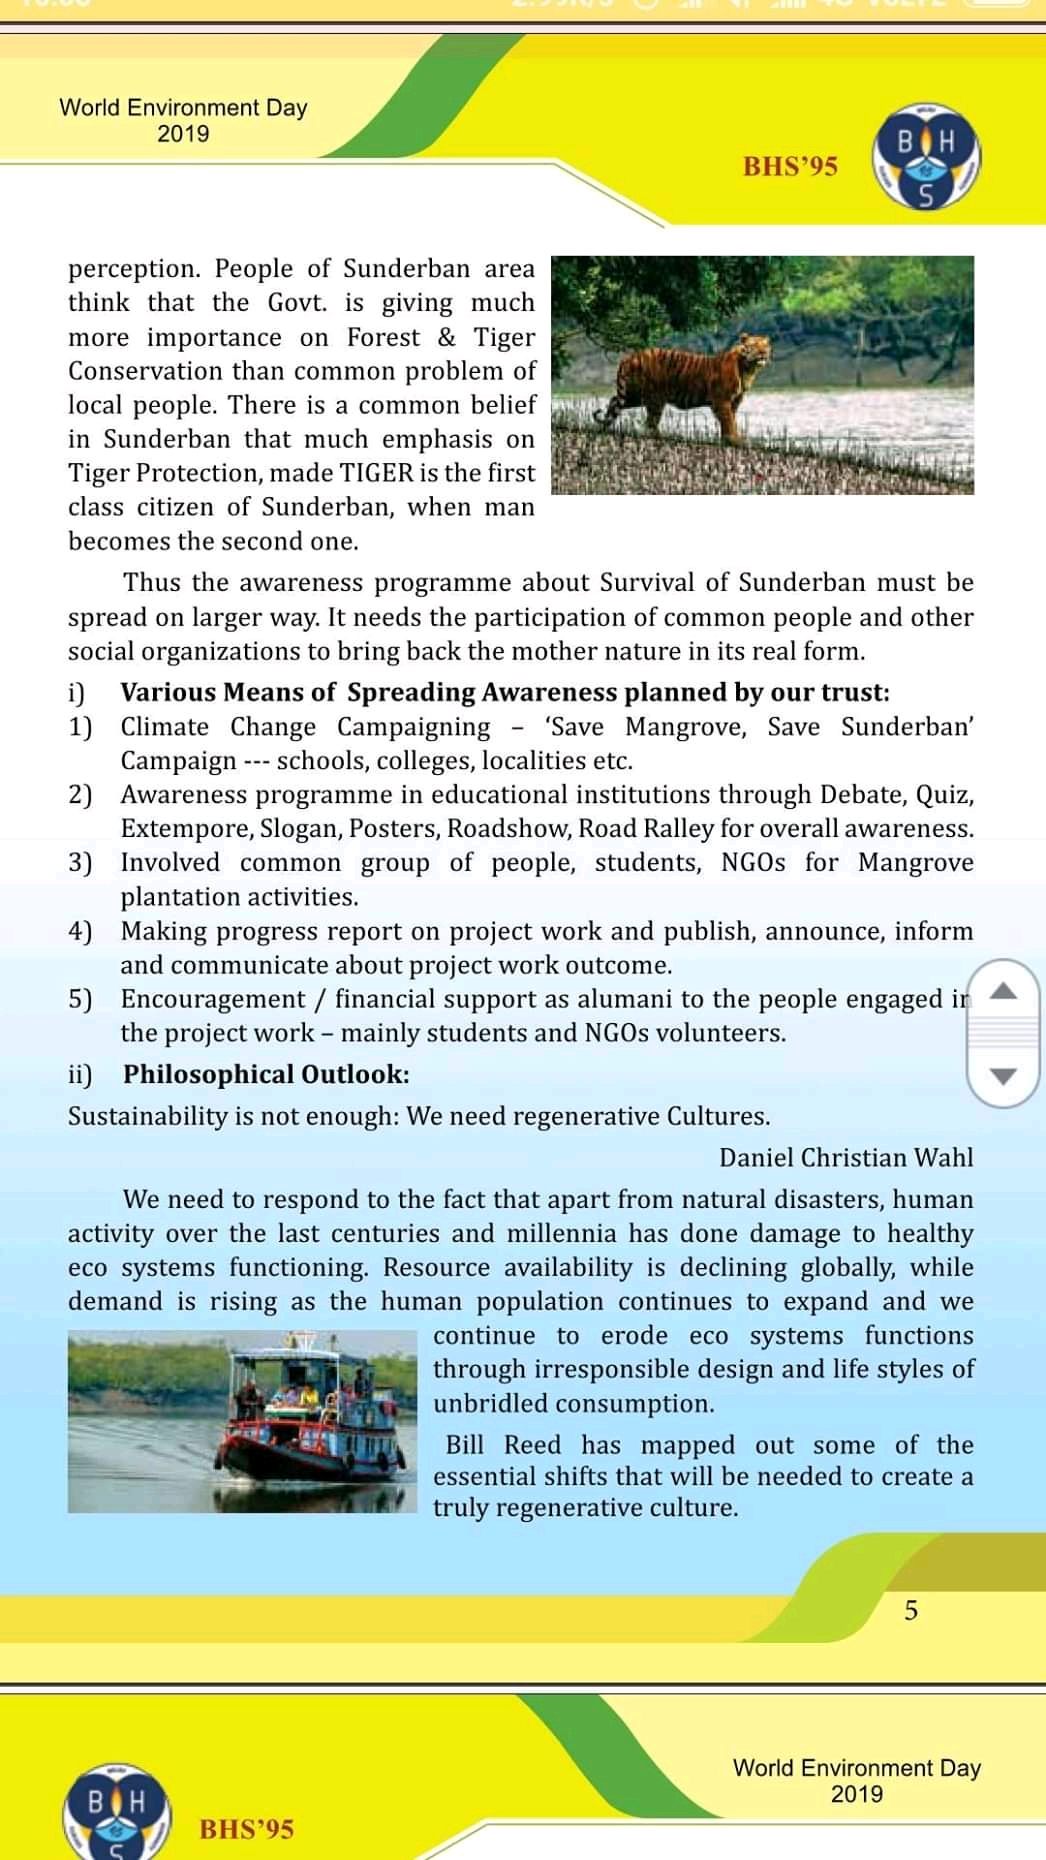 World Environment Day
2019
BHS’95
B H
S
perception. People of Sunderban area
think that the Govt. is giving much
more importance on Forest & Tiger
Conservation than common problem of
local people. There is a common belief
in Sunderban that much emphasis on
Tiger Protection, made TIGER is the first
class citizen of Sunderban, when man
becomes the second one.
Thus the awareness programme about Survival of Sunderban must be
spread on larger way. It needs the participation of common people and other
social organizations to bring back the mother nature in its real form.
i) Various Means of Spreading Awareness planned by our trust:
1) Climate Change Campaigning – ‘Save Mangrove, Save Sunderban’
Campaign --- schools, colleges, localities etc.
2) Awareness programme in educational institutions through Debate, Quiz,
Extempore, Slogan, Posters, Roadshow, Road Ralley for overall awareness.
3) Involved common group of people, students, NGOs for Mangrove
plantation activities.
4) Making progress report on project work and publish, announce, inform
and communicate about project work outcome.
5) Encouragement / financial support as alumani to the people engaged in
the project work – mainly students and NGOs volunteers.
ii) Philosophical Outlook:
Sustainability is not enough: We need regenerative Cultures.
Daniel Christian Wahl
We need to respond to the fact that apart from natural disasters, human
activity over the last centuries and millennia has done damage to healthy
eco systems functioning. Resource availability is declining globally, while
demand is rising as the human population continues to expand and we
continue to erode eco systems functions
through irresponsible design and life styles of
unbridled consumption.
Bill Reed has mapped out some of the
essential shifts that will be needed to create a
truly regenerative culture.
5
World Environment Day
2019
B H
S
BHS’95